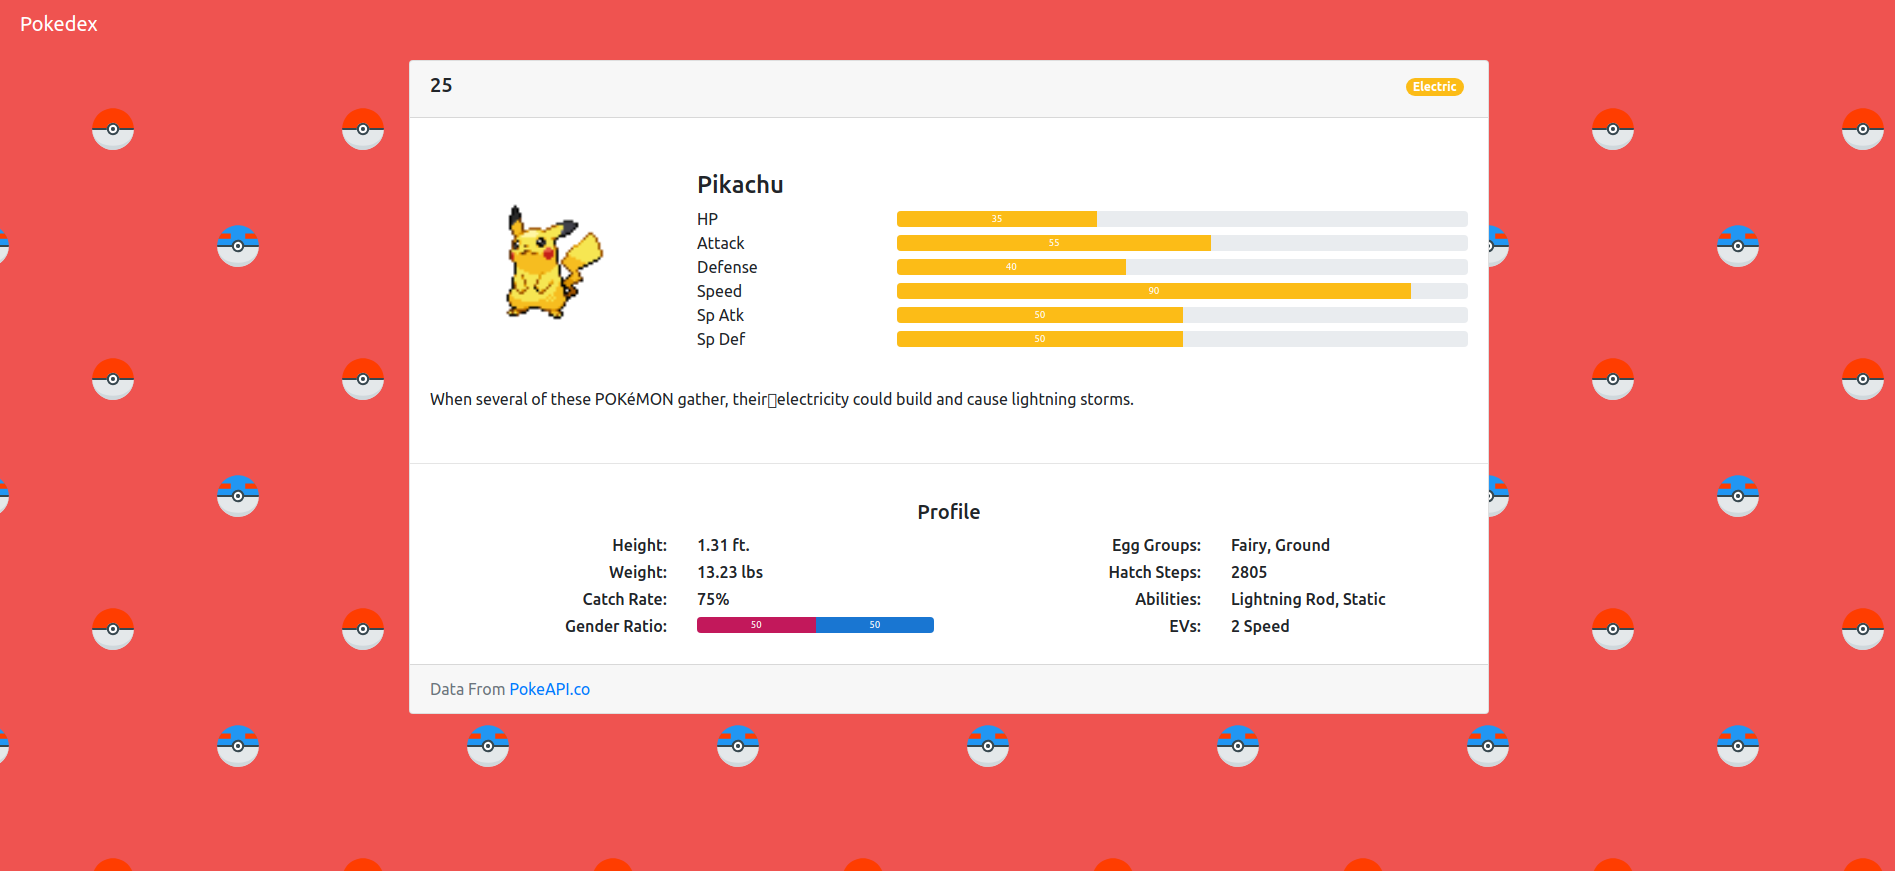 Pokedex
25
Electric
Pikachu
HP 35
Attack 55
Defense 40
Speed 90
Sp Atk 50
Sp Def 50
When several of these POKéMON gather, their electricity could build and cause lightning storms.
Profile
Height: 1.31 ft. Egg Groups: Fairy, Ground
Weight: 13.23 lbs Hatch Steps: 2805
Catch Rate: 75% Abilities: Lightning Rod, Static
Gender Ratio: 50 50 EVs: 2 Speed
Data From PokeAPI.co